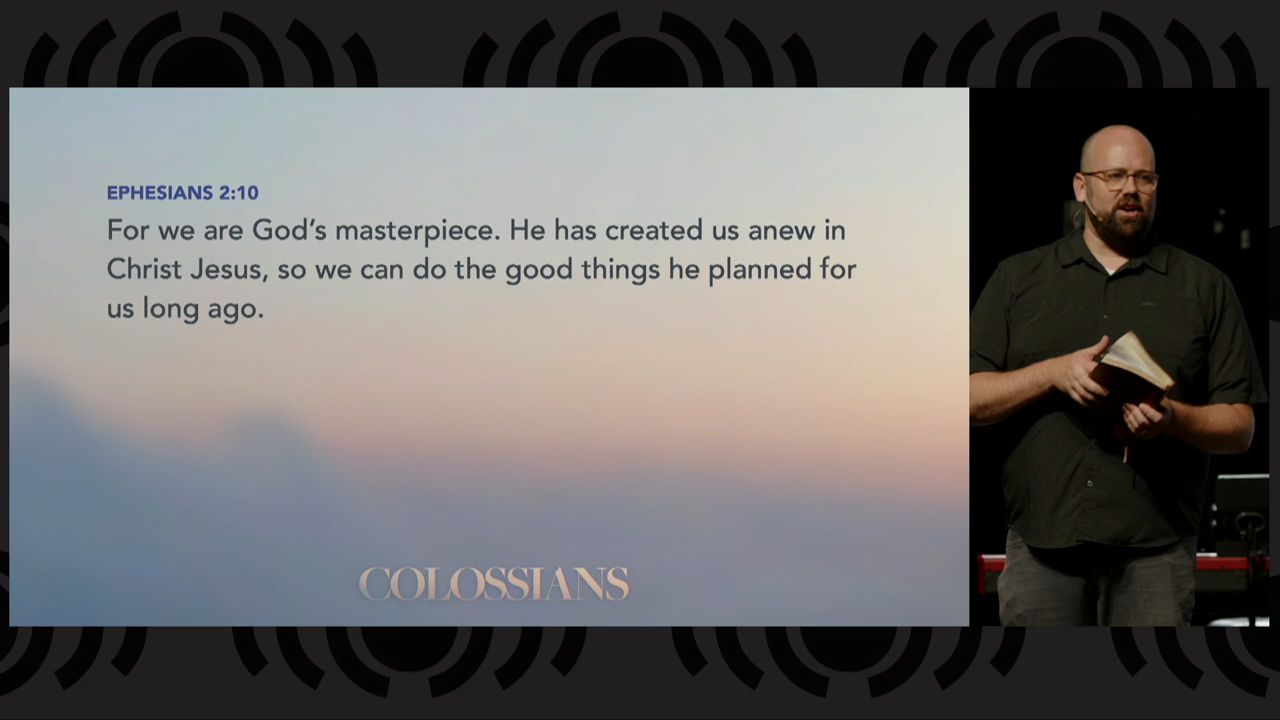 EPHESIANS 2:10
For we are God’s masterpiece. He has created us anew in
Christ Jesus, so we can do the good things he planned for
us long ago.
COLOSSIANS